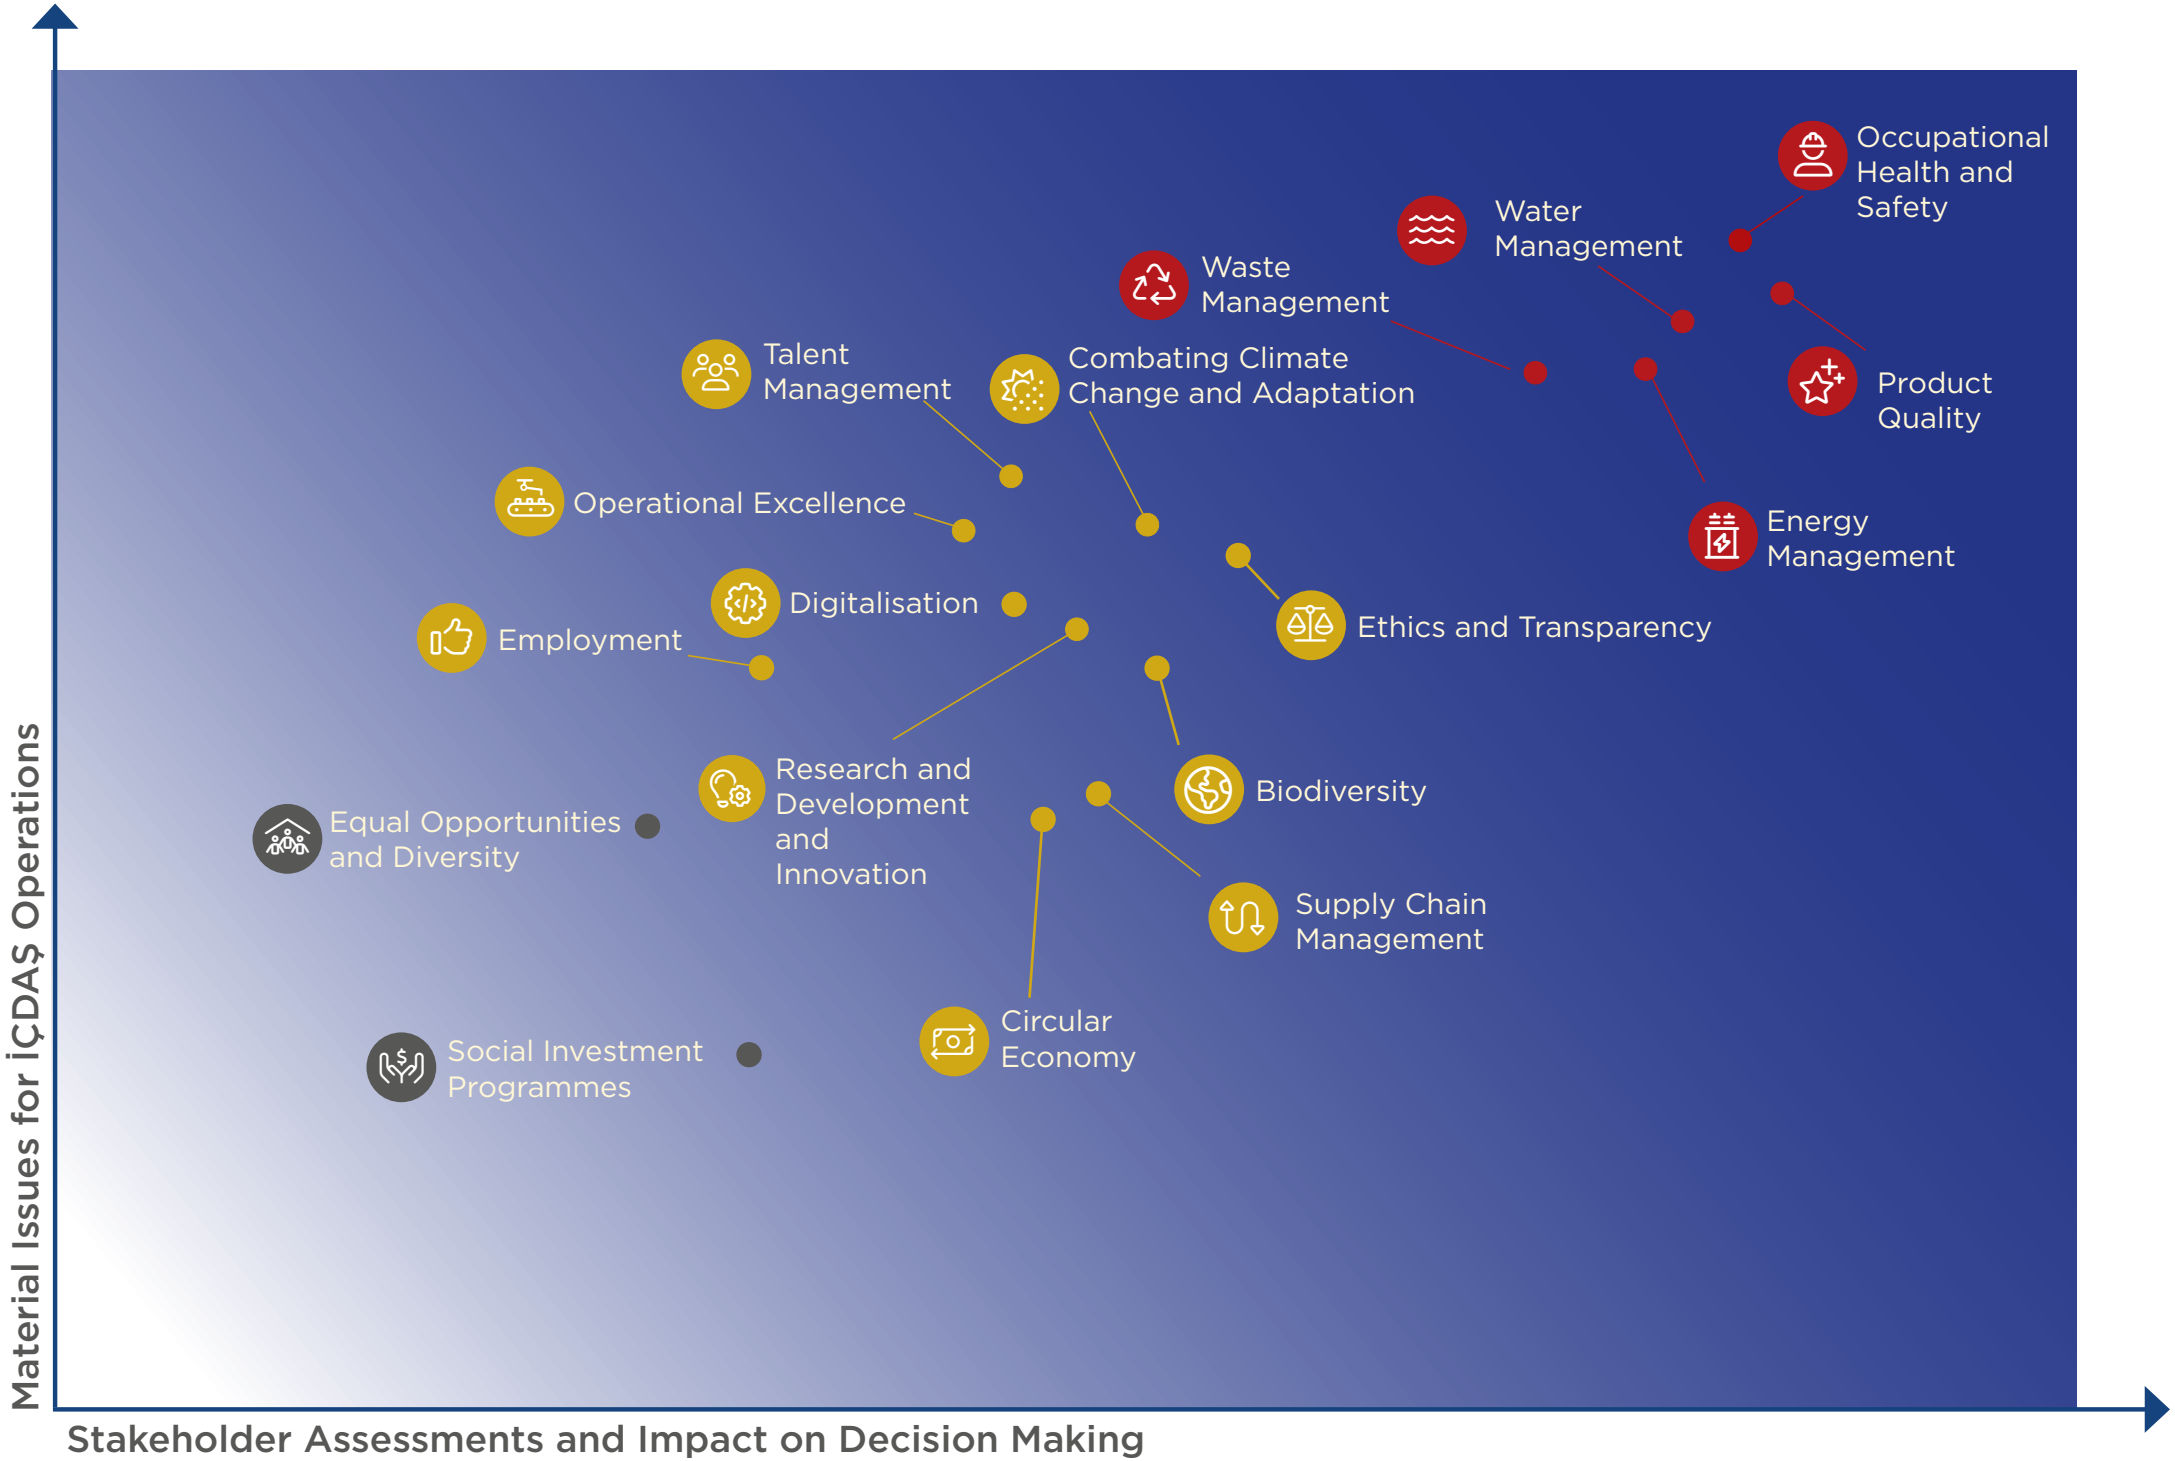 Occupational
Health and
Safety
Water
Management
Waste
Management
Talent
Management
Combating Climate
Change and Adaptation
Product
Quality
Operational Excellence
Energy
Management
Digitalisation
Employment
Ethics and Transparency
Research and
Development
and
Innovation
Biodiversity
Equal Opportunities
and Diversity
Supply Chain
Management
Circular
Economy
Social Investment
Programmes
Material Issues for İÇDAŞ Operations
Stakeholder Assessments and Impact on Decision Making